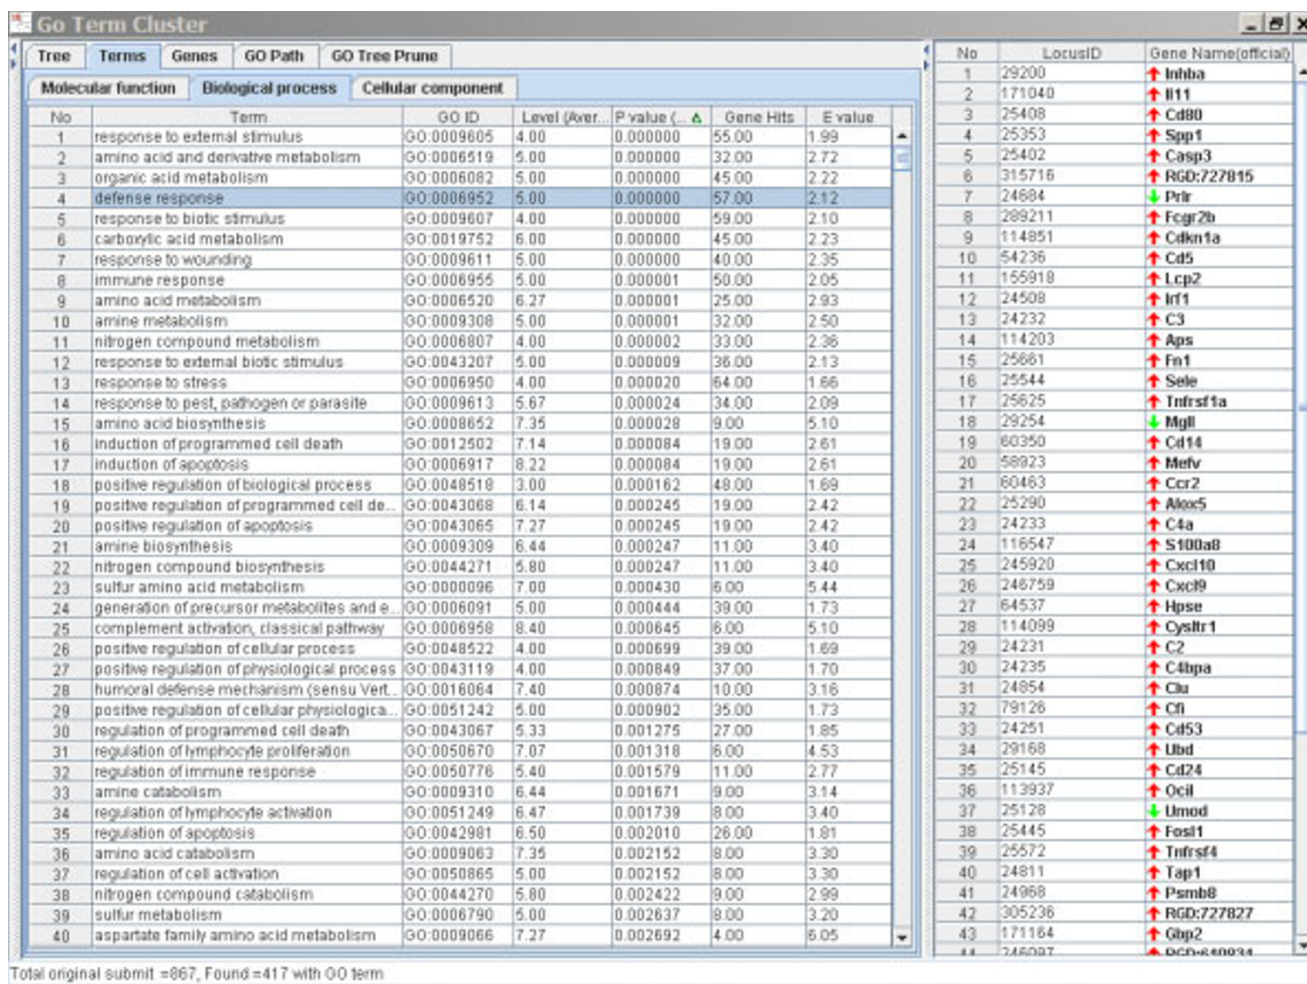 Go Term Cluster
Tree Terms Genes GO Path GO Tree Prune
Molecular function Biological process Cellular component
No Term GO ID Level (Aver... P value (... Gene Hits E value
1 response to external stimulus GO:0009605 4.00 0.000000 55.00 1.99
2 amino acid and derivative metabolism GO:0006519 5.00 0.000000 32.00 2.72
3 organic acid metabolism GO:0006082 5.00 0.000000 45.00 2.22
4 defense response GO:0006952 5.00 0.000000 57.00 2.12
5 response to biotic stimulus GO:0009607 4.00 0.000000 59.00 2.10
6 carboxylic acid metabolism GO:0019752 6.00 0.000000 45.00 2.23
7 response to wounding GO:0009611 5.00 0.000000 40.00 2.35
8 immune response GO:0006955 5.00 0.000001 50.00 2.05
9 amino acid metabolism GO:0006520 6.27 0.000001 25.00 2.93
10 amine metabolism GO:0009308 5.00 0.000001 32.00 2.50
11 nitrogen compound metabolism GO:0006807 4.00 0.000002 33.00 2.36
12 response to external biotic stimulus GO:0043207 5.00 0.000009 36.00 2.13
13 response to stress GO:0006950 4.00 0.000020 64.00 1.66
14 response to pest, pathogen or parasite GO:0009613 5.67 0.000024 34.00 2.09
15 amino acid biosynthesis GO:0008652 7.35 0.000028 9.00 5.10
16 induction of programmed cell death GO:0012502 7.14 0.000084 19.00 2.61
17 induction of apoptosis GO:0006917 8.22 0.000084 19.00 2.61
18 positive regulation of biological process GO:0048518 3.00 0.000162 48.00 1.69
19 positive regulation of programmed cell de... GO:0043068 6.14 0.000245 19.00 2.42
20 positive regulation of apoptosis GO:0043065 7.27 0.000245 19.00 2.42
21 amine biosynthesis GO:0009309 6.44 0.000247 11.00 3.40
22 nitrogen compound biosynthesis GO:0044271 5.80 0.000247 11.00 3.40
23 sulfur amino acid metabolism GO:0000096 7.00 0.000430 6.00 5.44
24 generation of precursor metabolites and e... GO:0006091 5.00 0.000444 39.00 1.73
25 complement activation, classical pathway GO:0006958 8.40 0.000645 6.00 5.10
26 positive regulation of cellular process GO:0048522 4.00 0.000699 39.00 1.69
27 positive regulation of physiological process GO:0043119 4.00 0.000849 37.00 1.70
28 humoral defense mechanism (sensu Vert... GO:0016064 7.40 0.000874 10.00 3.16
29 positive regulation of cellular physiologica... GO:0051242 5.00 0.000902 35.00 1.73
30 regulation of programmed cell death GO:0043067 5.33 0.001275 27.00 1.85
31 regulation of lymphocyte proliferation GO:0050670 7.07 0.001318 6.00 4.53
32 regulation of immune response GO:0050776 5.40 0.001579 11.00 2.77
33 amine catabolism GO:0009310 6.44 0.001671 9.00 3.14
34 regulation of lymphocyte activation GO:0051249 6.47 0.001739 8.00 3.40
35 regulation of apoptosis GO:0042981 6.50 0.002010 26.00 1.81
36 amino acid catabolism GO:0009063 7.35 0.002152 8.00 3.30
37 regulation of cell activation GO:0050865 5.00 0.002152 8.00 3.30
38 nitrogen compound catabolism GO:0044270 5.80 0.002422 9.00 2.99
39 sulfur metabolism GO:0006790 5.00 0.002637 8.00 3.20
40 aspartate family amino acid metabolism GO:0009066 7.27 0.002692 4.00 6.05
No LocusID Gene Name(official)
1 29200 Inhba
2 171040 Il11
3 25408 Cd80
4 25353 Spp1
5 25402 Casp3
6 315716 RGD:727815
7 24684 Prlr
8 289211 Fcgr2b
9 114851 Cdkn1a
10 54236 Cd5
11 155918 Lcp2
12 24508 Irf1
13 24232 C3
14 114203 Aps
15 25661 Fn1
16 25544 Sele
17 25625 Tnfrsf1a
18 29254 Mgll
19 60350 Cd14
20 58923 Mefv
21 60463 Ccr2
22 25290 Alox5
23 24233 C4a
24 116547 S100a8
25 245920 Cxcl10
26 246759 Cxcl9
27 64537 Hpse
28 114099 Cysltr1
29 24231 C2
30 24235 C4bpa
31 24854 Clu
32 79126 Cfi
33 24251 Cd53
34 29168 Ubd
35 25145 Cd24
36 113937 Ocil
37 25128 Umod
38 25445 Fosl1
39 25572 Tnfrsf4
40 24811 Tap1
41 24968 Psmb8
42 305236 RGD:727827
43 171164 Gbp2
44
Total original submit =867, Found =417 with GO term